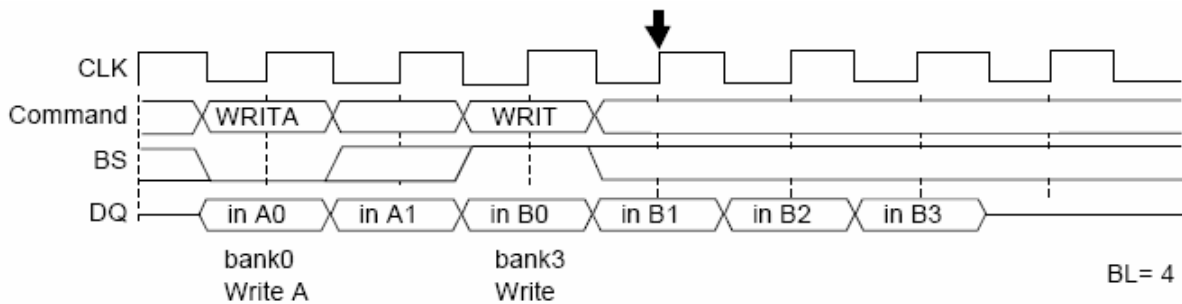 CLK
Command WRITA WRIT
BS
DQ in A0 in A1 in B0 in B1 in B2 in B3
bank0 bank3
Write A Write
BL= 4